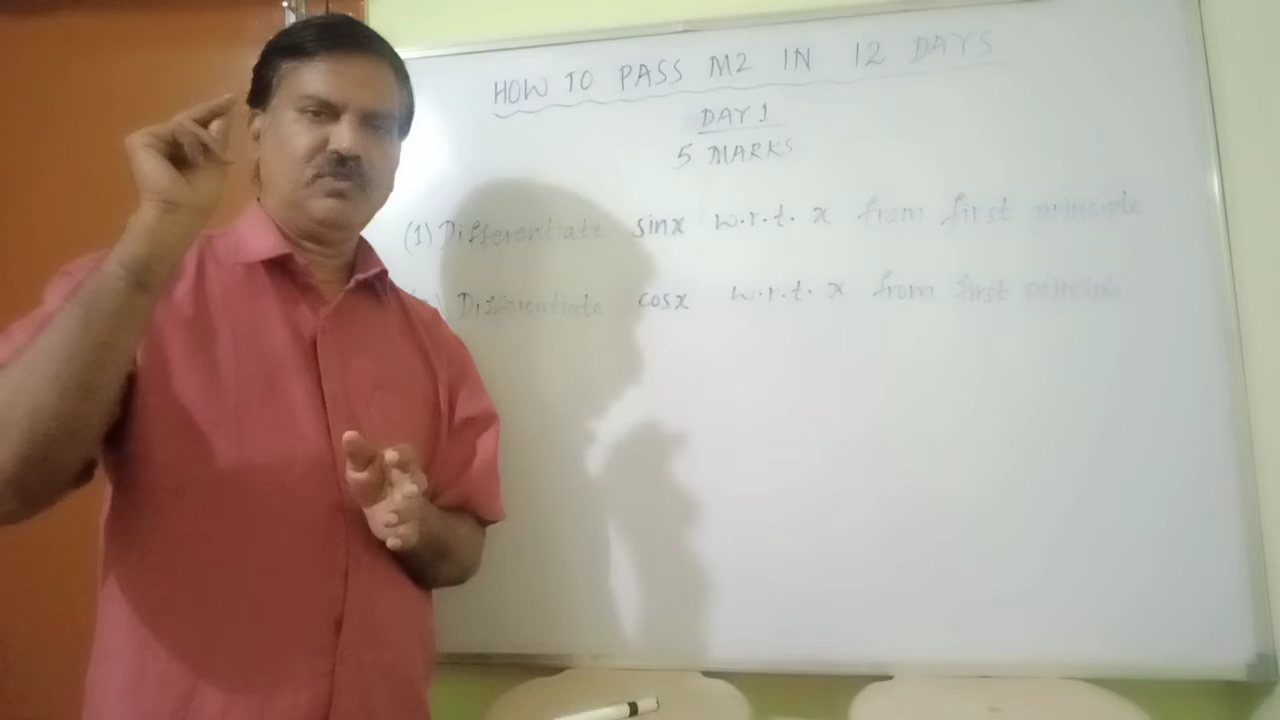 HOW TO PASS M2 IN 12 DAYS
DAY 1
5 MARKS
(1) Differentiate sinx w.r.t. x from first principle
Differentiate cosx w.r.t. x from first principle